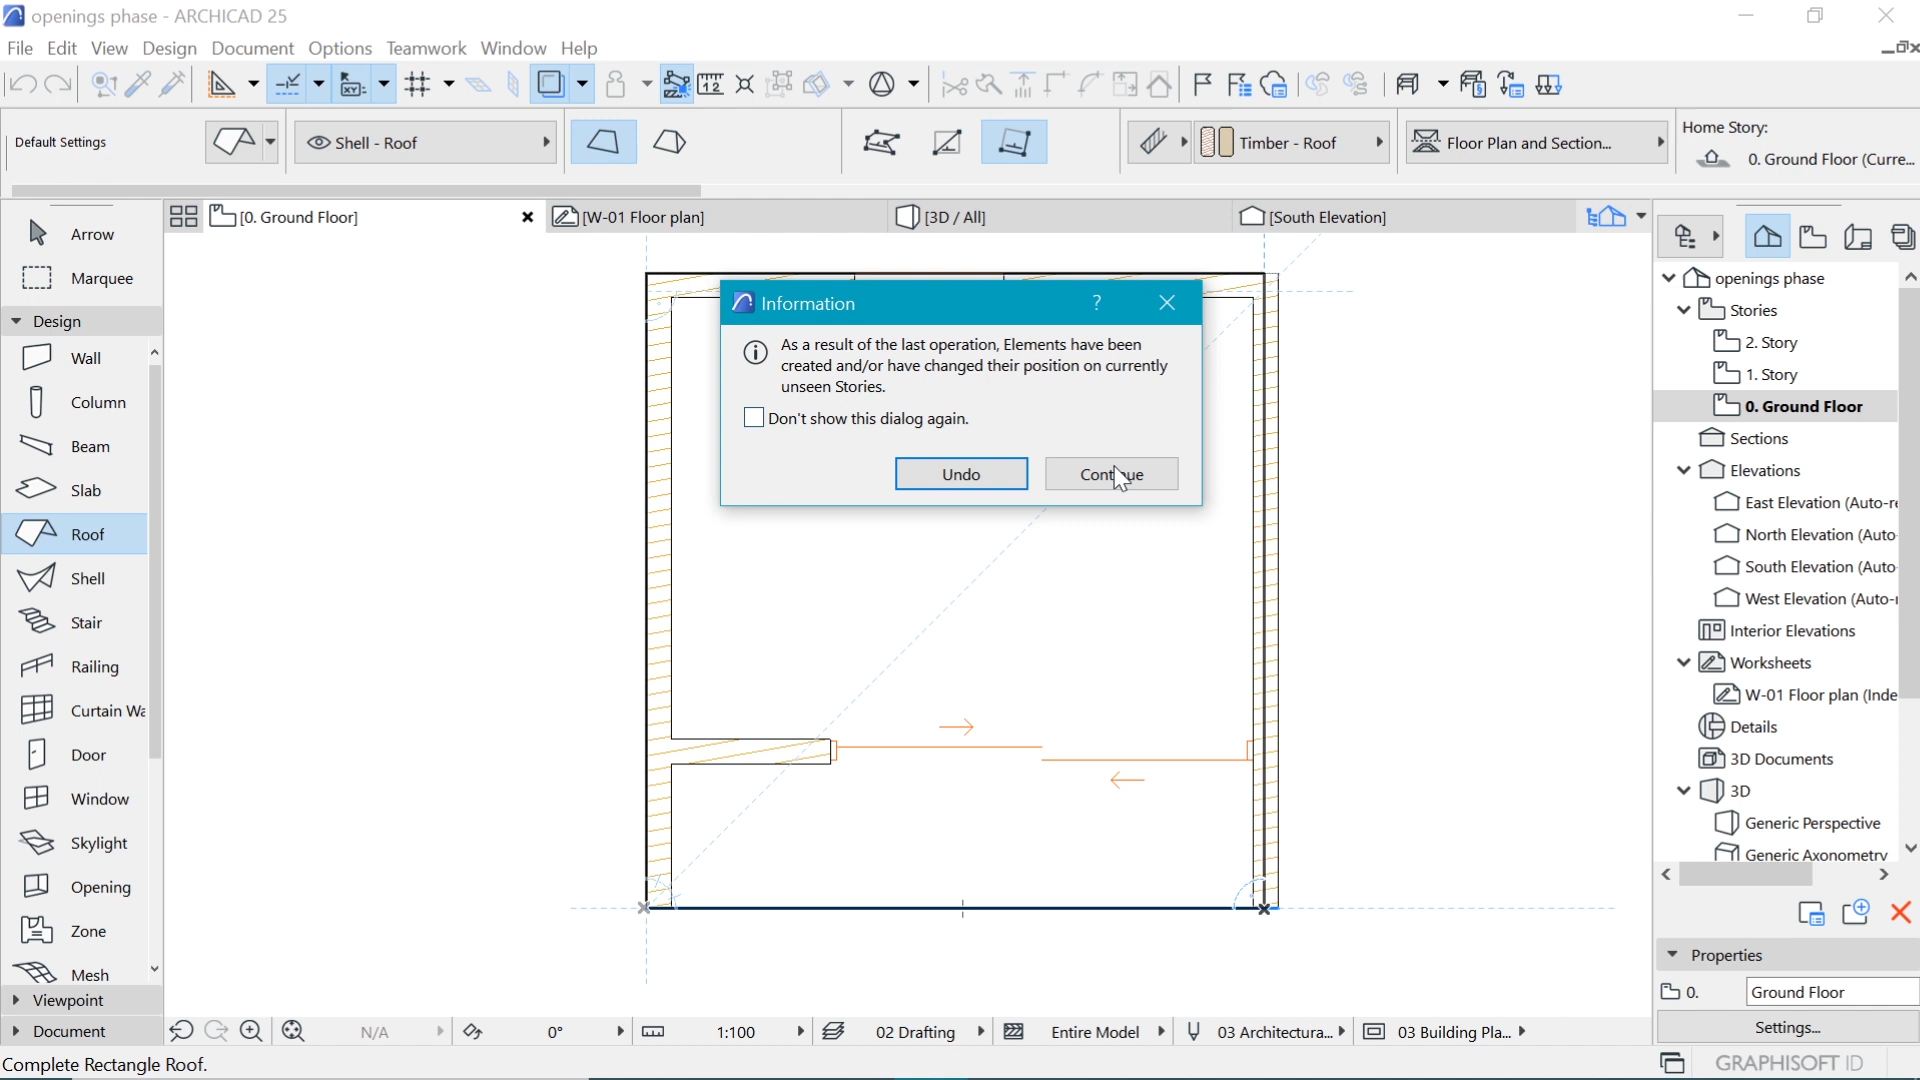 openings phase - ARCHICAD 25
File Edit View Design Document Options Teamwork Window Help
Default Settings
Shell - Roof
Timber - Roof
Floor Plan and Section...
Home Story:
0. Ground Floor (Curre...
[0. Ground Floor]
[W-01 Floor plan]
[3D / All]
[South Elevation]
Arrow
Marquee
Design
Wall
Column
Beam
Slab
Roof
Shell
Stair
Railing
Curtain Wa
Door
Window
Skylight
Opening
Zone
Mesh
Viewpoint
Document
Information
?
As a result of the last operation, Elements have been
created and/or have changed their position on currently
unseen Stories.
Don't show this dialog again.
Undo
Continue
openings phase
Stories
2. Story
1. Story
0. Ground Floor
Sections
Elevations
East Elevation (Auto-re
North Elevation (Auto-
South Elevation (Auto-
West Elevation (Auto-r
Interior Elevations
Worksheets
W-01 Floor plan (Inde
Details
3D Documents
3D
Generic Perspective
Generic Axonometry
Properties
0.
Ground Floor
Settings...
N/A
0°
1:100
02 Drafting
Entire Model
03 Architectura...
03 Building Pla...
Complete Rectangle Roof.
GRAPHISOFT ID